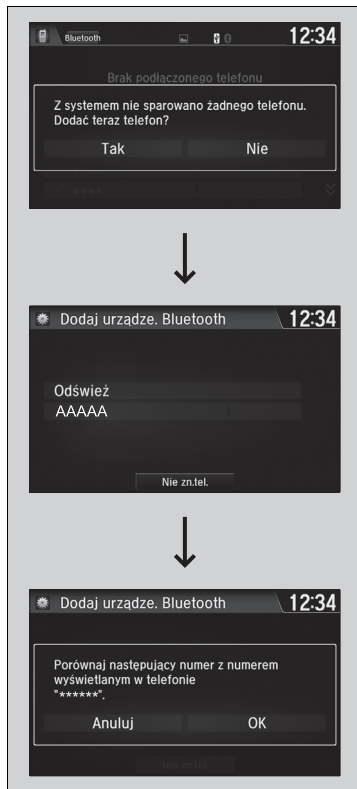 Bluetooth
0
12:34
Brak podłączonego telefonu
Z systemem nie sparowano żadnego telefonu.
Dodać teraz telefon?
Tak
Nie
Dodaj urządze. Bluetooth
12:34
Odśwież
AAAAA
Nie zn.tel.
Dodaj urządze. Bluetooth
12:34
Porównaj następujący numer z numerem
wyświetlanym w telefonie
"******".
Anuluj
OK
Nie zn.tel.